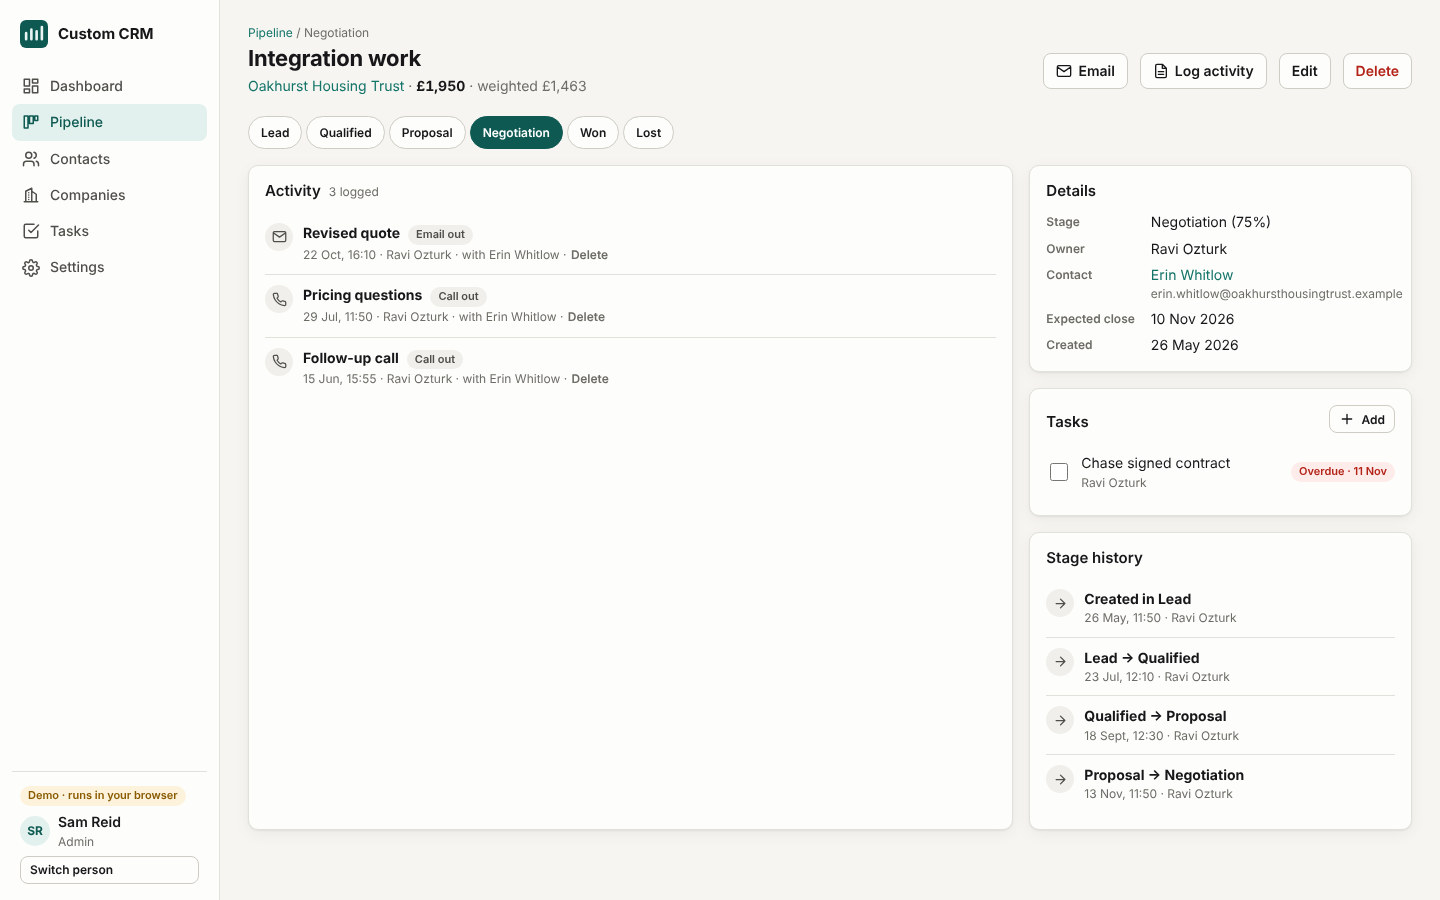 Custom CRM
Dashboard
Pipeline
Contacts
Companies
Tasks
Settings
Demo · runs in your browser
SR
Sam Reid
Admin
Switch person
Pipeline / Negotiation
Integration work
Oakhurst Housing Trust · £1,950 · weighted £1,463
Email
Log activity
Edit
Delete
Lead
Qualified
Proposal
Negotiation
Won
Lost
Activity 3 logged
Revised quote Email out
22 Oct, 16:10 · Ravi Ozturk · with Erin Whitlow · Delete
Pricing questions Call out
29 Jul, 11:50 · Ravi Ozturk · with Erin Whitlow · Delete
Follow-up call Call out
15 Jun, 15:55 · Ravi Ozturk · with Erin Whitlow · Delete
Details
Stage Negotiation (75%)
Owner Ravi Ozturk
Contact Erin Whitlow
erin.whitlow@oakhursthousingtrust.example
Expected close 10 Nov 2026
Created 26 May 2026
Tasks
Add
Chase signed contract
Ravi Ozturk
Overdue · 11 Nov
Stage history
Created in Lead
26 May, 11:50 · Ravi Ozturk
Lead → Qualified
23 Jul, 12:10 · Ravi Ozturk
Qualified → Proposal
18 Sept, 12:30 · Ravi Ozturk
Proposal → Negotiation
13 Nov, 11:50 · Ravi Ozturk